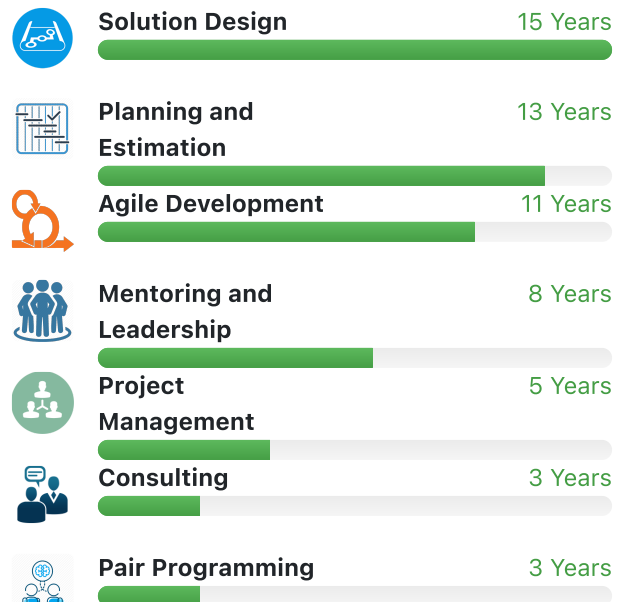 Solution Design 15 Years
Planning and 13 Years
Estimation
Agile Development 11 Years
Mentoring and 8 Years
Leadership
Project 5 Years
Management
Consulting 3 Years
Pair Programming 3 Years